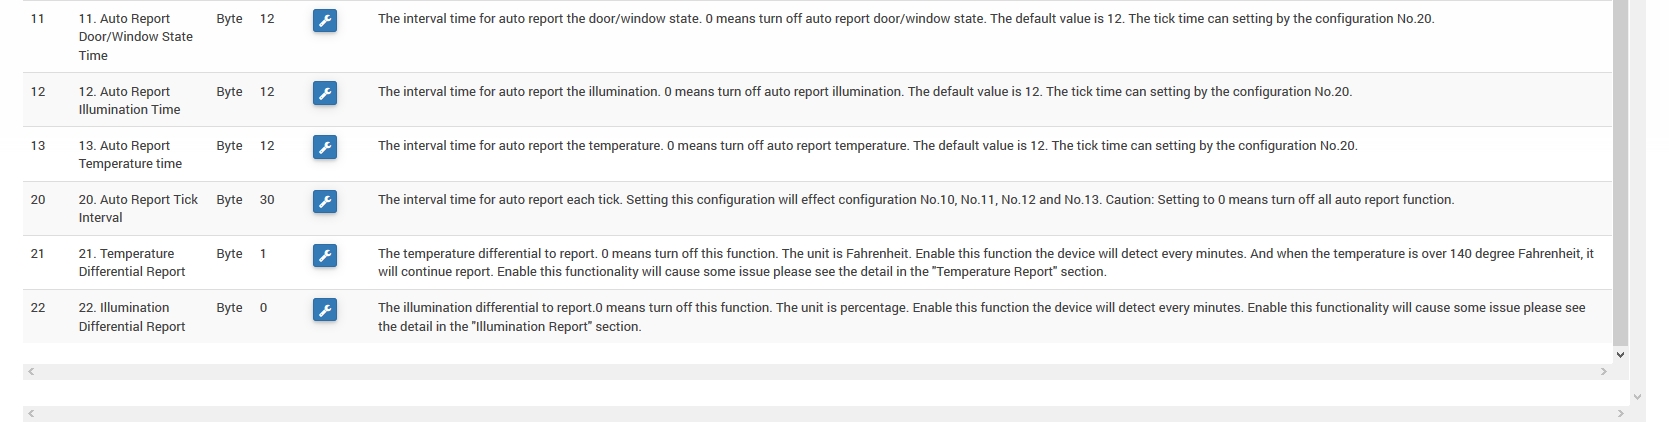 11 11. Auto Report Byte 12 The interval time for auto report the door/window state. 0 means turn off auto report door/window state. The default value is 12. The tick time can setting by the configuration No.20.
Door/Window State
Time
12 12. Auto Report Byte 12 The interval time for auto report the illumination. 0 means turn off auto report illumination. The default value is 12. The tick time can setting by the configuration No.20.
Illumination Time
13 13. Auto Report Byte 12 The interval time for auto report the temperature. 0 means turn off auto report temperature. The default value is 12. The tick time can setting by the configuration No.20.
Temperature time
20 20. Auto Report Tick Byte 30 The interval time for auto report each tick. Setting this configuration will effect configuration No.10, No.11, No.12 and No.13. Caution: Setting to 0 means turn off all auto report function.
Interval
21 21. Temperature Byte 1 The temperature differential to report. 0 means turn off this function. The unit is Fahrenheit. Enable this function the device will detect every minutes. And when the temperature is over 140 degree Fahrenheit, it
Differential Report will continue report. Enable this functionality will cause some issue please see the detail in the "Temperature Report" section.
22 22. Illumination Byte 0 The illumination differential to report.0 means turn off this function. The unit is percentage. Enable this function the device will detect every minutes. Enable this functionality will cause some issue please see
Differential Report the detail in the "Illumination Report" section.